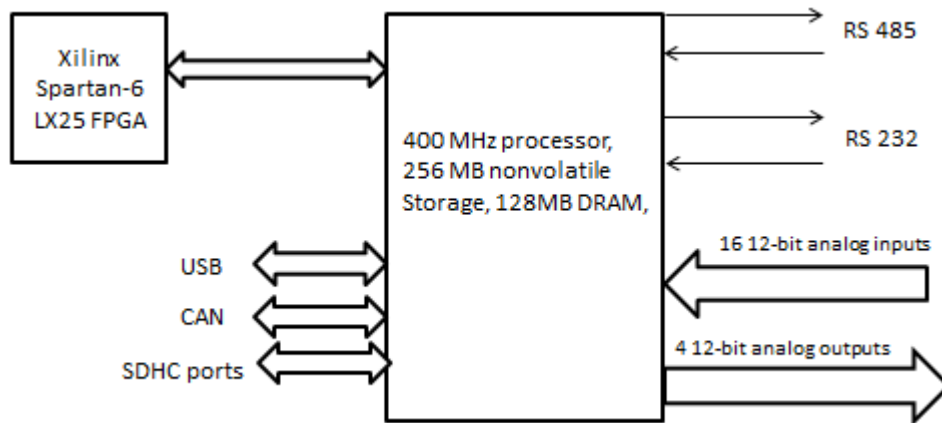 Xilinx
Spartan-6
LX25 FPGA
400 MHz processor,
256 MB nonvolatile
Storage, 128MB DRAM,
RS 485
RS 232
16 12-bit analog inputs
4 12-bit analog outputs
USB
CAN
SDHC ports